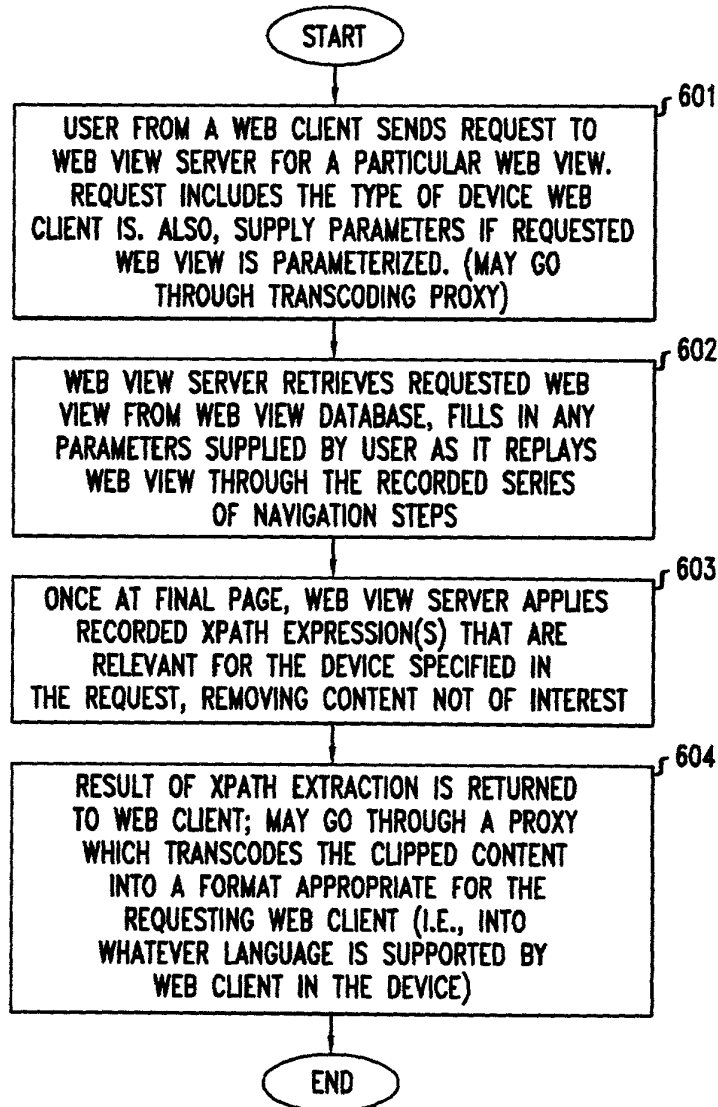 START
601
USER FROM A WEB CLIENT SENDS REQUEST TO
WEB VIEW SERVER FOR A PARTICULAR WEB VIEW.
REQUEST INCLUDES THE TYPE OF DEVICE WEB
CLIENT IS. ALSO, SUPPLY PARAMETERS IF REQUESTED
WEB VIEW IS PARAMETERIZED. (MAY GO
THROUGH TRANSCODING PROXY)
602
WEB VIEW SERVER RETRIEVES REQUESTED WEB
VIEW FROM WEB VIEW DATABASE, FILLS IN ANY
PARAMETERS SUPPLIED BY USER AS IT REPLAYS
WEB VIEW THROUGH THE RECORDED SERIES
OF NAVIGATION STEPS
603
ONCE AT FINAL PAGE, WEB VIEW SERVER APPLIES
RECORDED XPATH EXPRESSION(S) THAT ARE
RELEVANT FOR THE DEVICE SPECIFIED IN
THE REQUEST, REMOVING CONTENT NOT OF INTEREST
604
RESULT OF XPATH EXTRACTION IS RETURNED
TO WEB CLIENT; MAY GO THROUGH A PROXY
WHICH TRANSCODES THE CLIPPED CONTENT
INTO A FORMAT APPROPRIATE FOR THE
REQUESTING WEB CLIENT (I.E., INTO
WHATEVER LANGUAGE IS SUPPORTED BY
WEB CLIENT IN THE DEVICE)
END